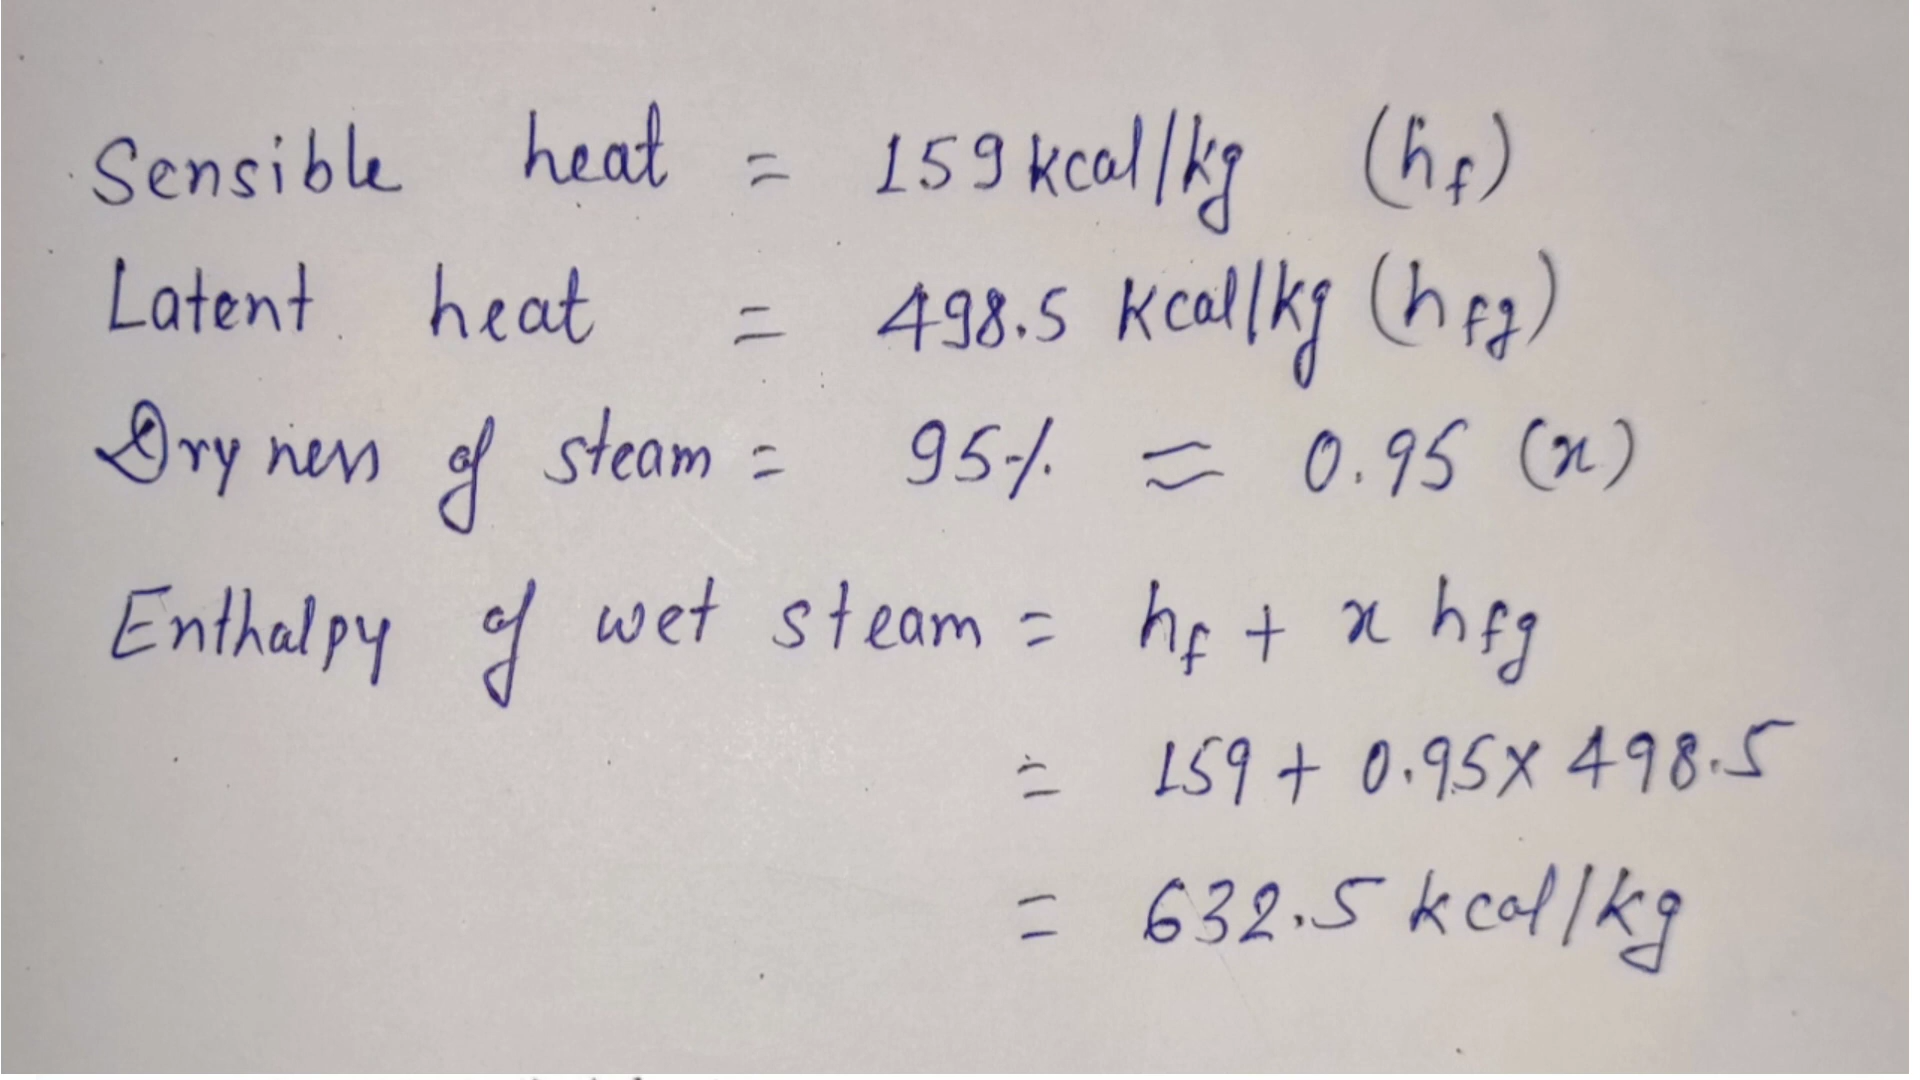 Sensible heat = 159 kcal/kg (hf)
Latent heat = 498.5 kcal/kg (hfg)
Dryness of steam = 95% = 0.95 (x)
Enthalpy of wet steam = hf + x hfg
= 159 + 0.95 × 498.5
= 632.5 kcal/kg